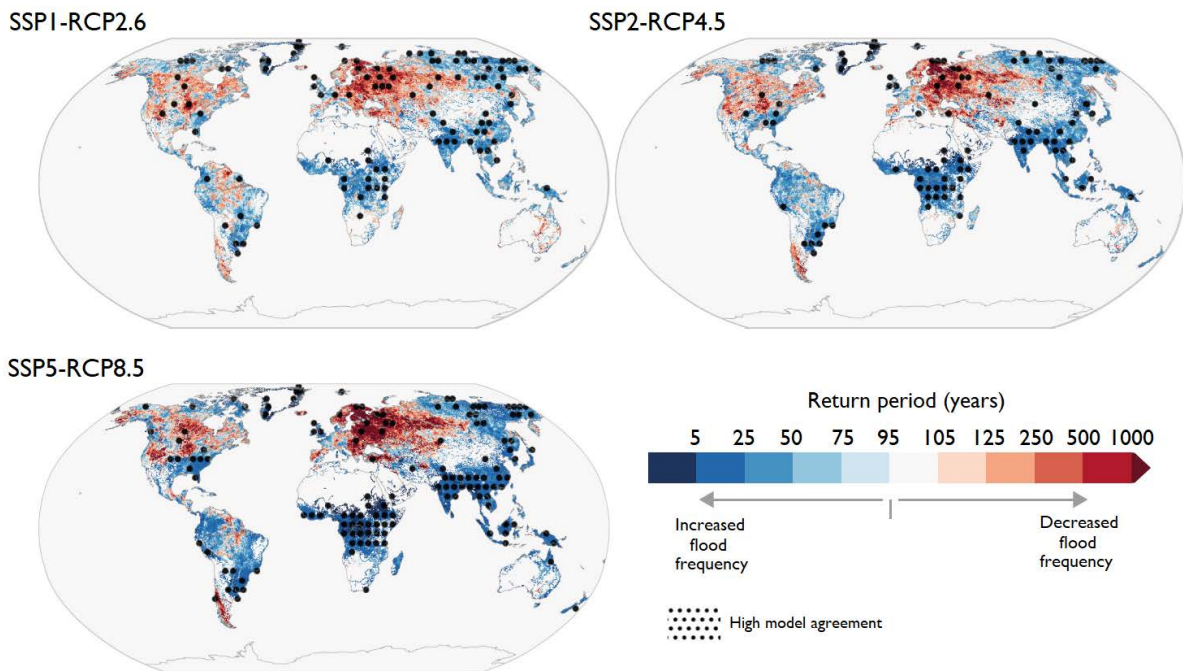 SSP1-RCP2.6
SSP2-RCP4.5
SSP5-RCP8.5
Return period (years)
5 25 50 75 95 105 125 250 500 1000
Increased
flood
frequency
Decreased
flood
frequency
High model agreement